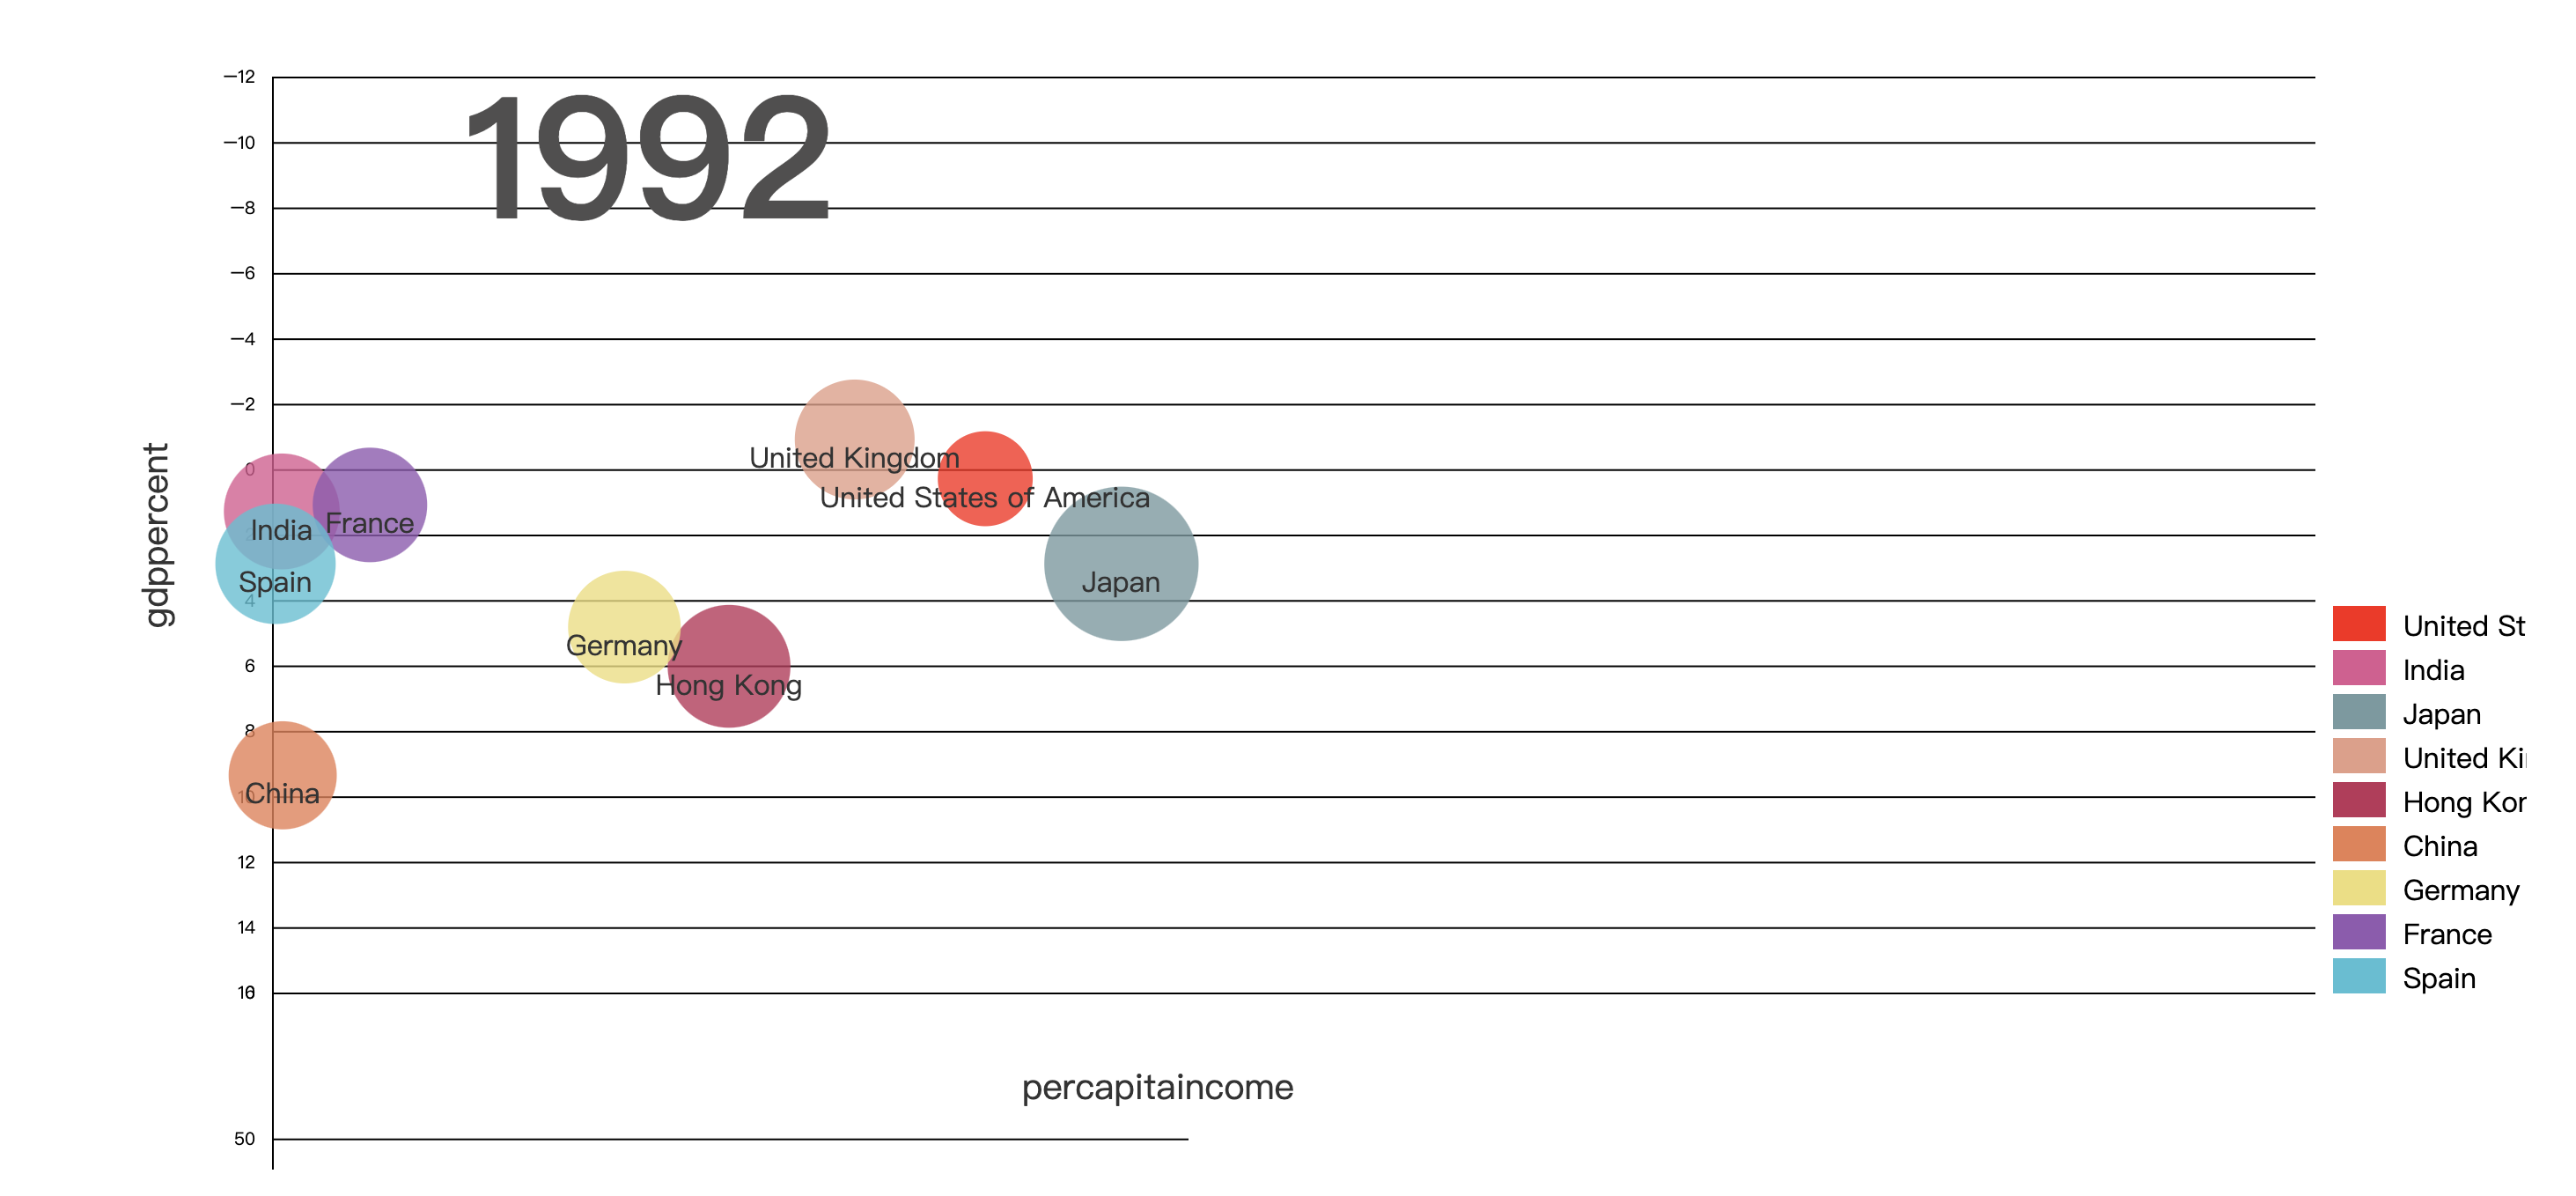 1992
−12
−10
−8
−6
−4
−2
0
2
4
6
8
10
12
14
50
gdppercent
percapitaincome
United Kingdom
United States of America
India
France
Spain
Japan
Germany
Hong Kong
China
United St
India
Japan
United Ki
Hong Kor
China
Germany
France
Spain